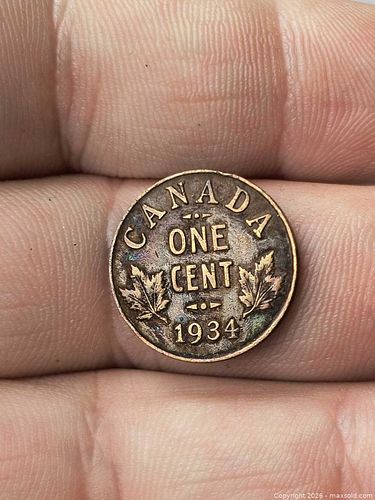 CANADA
ONE
CENT
1934
Copyright 2026 - maxsold.com